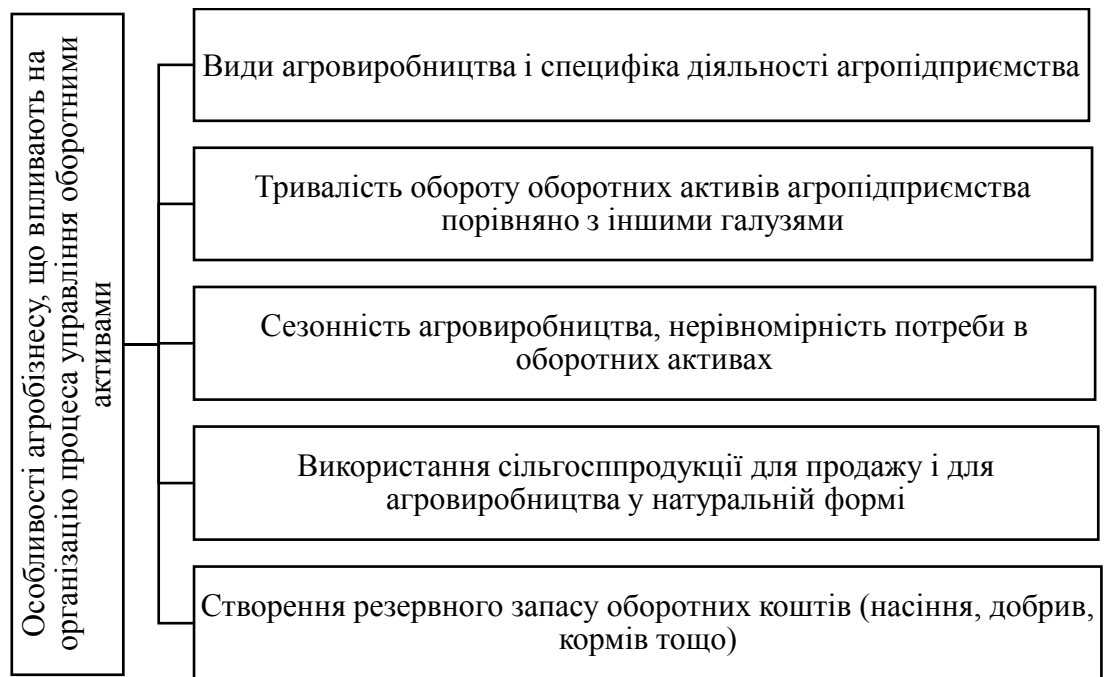 Особливості агробізнесу, що впливають на
організацію процеса управління оборотними
активами
Види агровиробництва і специфіка діяльності агропідприємства
Тривалість обороту оборотних активів агропідприємства
порівняно з іншими галузями
Сезонність агровиробництва, нерівномірність потреби в
оборотних активах
Використання сільгосппродукції для продажу і для
агровиробництва у натуральній формі
Створення резервного запасу оборотних коштів (насіння, добрив,
кормів тощо)